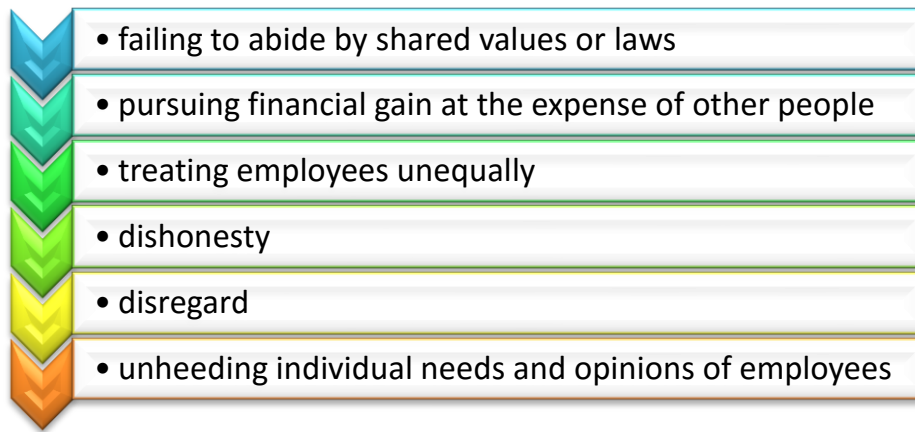 • failing to abide by shared values or laws
• pursuing financial gain at the expense of other people
• treating employees unequally
• dishonesty
• disregard
• unheeding individual needs and opinions of employees